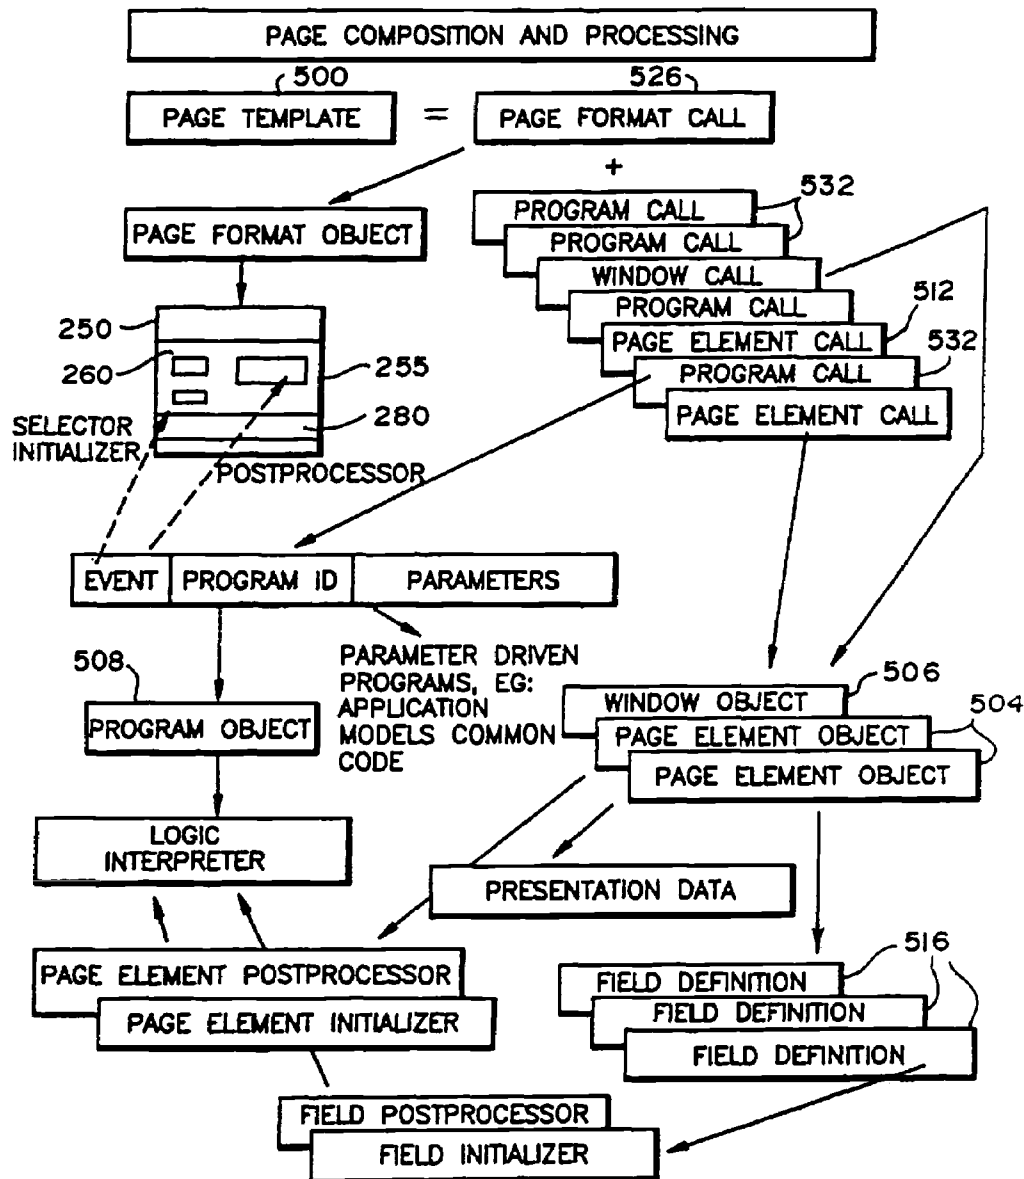 PAGE COMPOSITION AND PROCESSING
500
526
PAGE TEMPLATE
=
PAGE FORMAT CALL
+
532
PROGRAM CALL
PAGE FORMAT OBJECT
PROGRAM CALL
WINDOW CALL
PROGRAM CALL
512
250
PAGE ELEMENT CALL
532
260
255
PROGRAM CALL
280
PAGE ELEMENT CALL
SELECTOR
INITIALIZER
POSTPROCESSOR
EVENT
PROGRAM ID
PARAMETERS
508
PARAMETER DRIVEN
PROGRAMS, EG:
APPLICATION
MODELS COMMON
CODE
506
WINDOW OBJECT
504
PROGRAM OBJECT
PAGE ELEMENT OBJECT
PAGE ELEMENT OBJECT
LOGIC
INTERPRETER
PRESENTATION DATA
516
PAGE ELEMENT POSTPROCESSOR
FIELD DEFINITION
FIELD DEFINITION
PAGE ELEMENT INITIALIZER
FIELD DEFINITION
FIELD POSTPROCESSOR
FIELD INITIALIZER